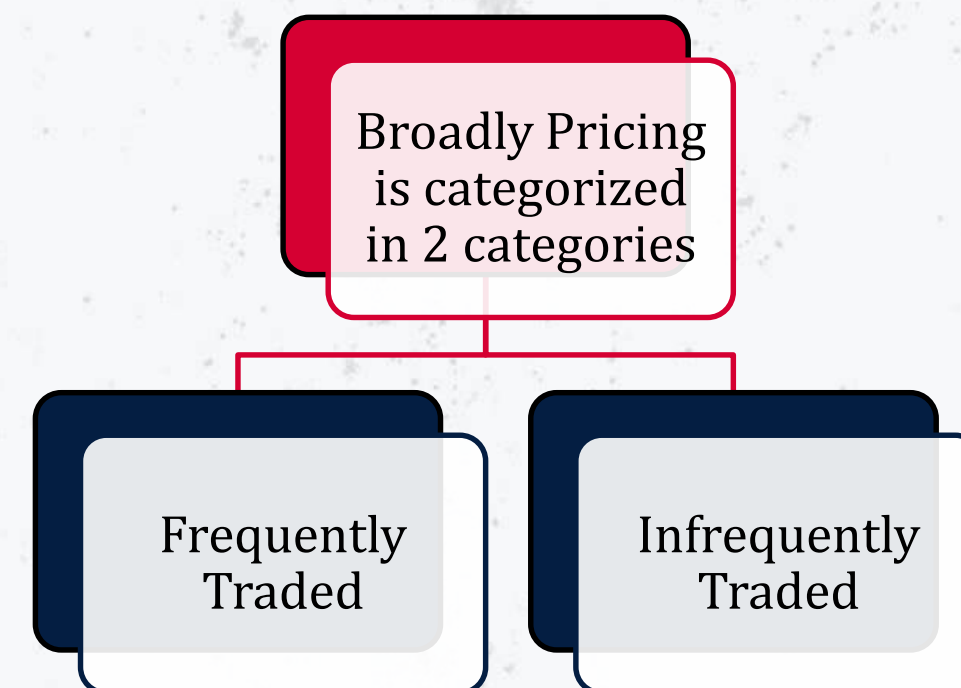 Broadly Pricing
is categorized
in 2 categories
Frequently
Traded
Infrequently
Traded